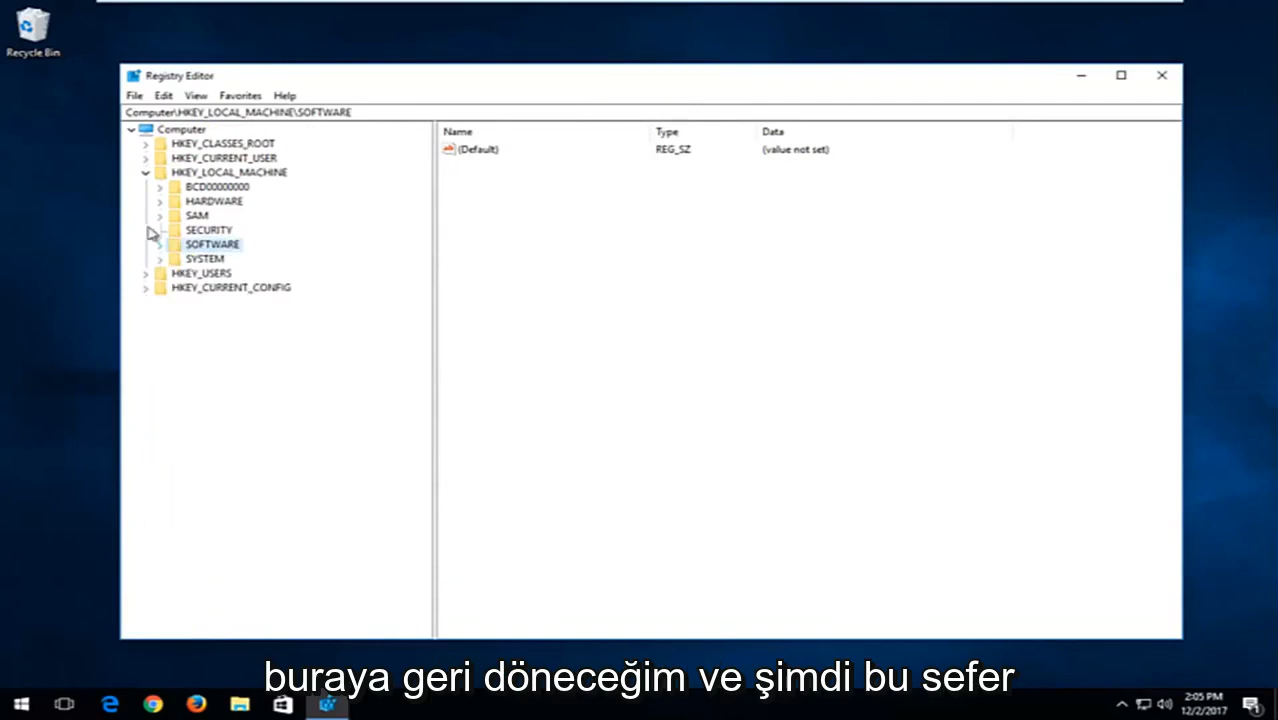 Recycle Bin
Registry Editor
File Edit View Favorites Help
Computer\HKEY_LOCAL_MACHINE\SOFTWARE
Computer
HKEY_CLASSES_ROOT
HKEY_CURRENT_USER
HKEY_LOCAL_MACHINE
BCD00000000
HARDWARE
SAM
SECURITY
SOFTWARE
SYSTEM
HKEY_USERS
HKEY_CURRENT_CONFIG
Name Type Data
(Default) REG_SZ (value not set)
buraya geri döneceğim ve şimdi bu sefer
2:05 PM
12/2/2017